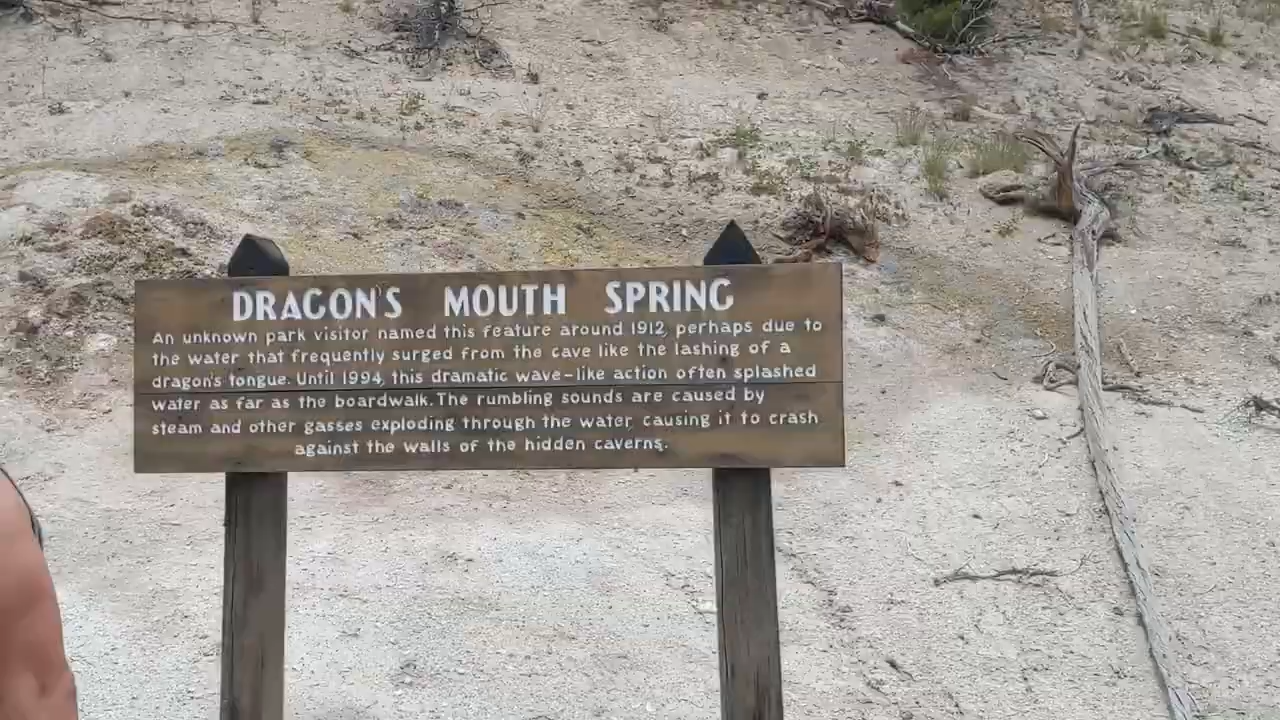 DRAGON'S MOUTH SPRING
An unknown park visitor named this feature around 1912, perhaps due to
the water that frequently surged from the cave like the lashing of a
dragon's tongue. Until 1994, this dramatic wave-like action often splashed
water as far as the boardwalk. The rumbling sounds are caused by
steam and other gasses exploding through the water, causing it to crash
against the walls of the hidden caverns.